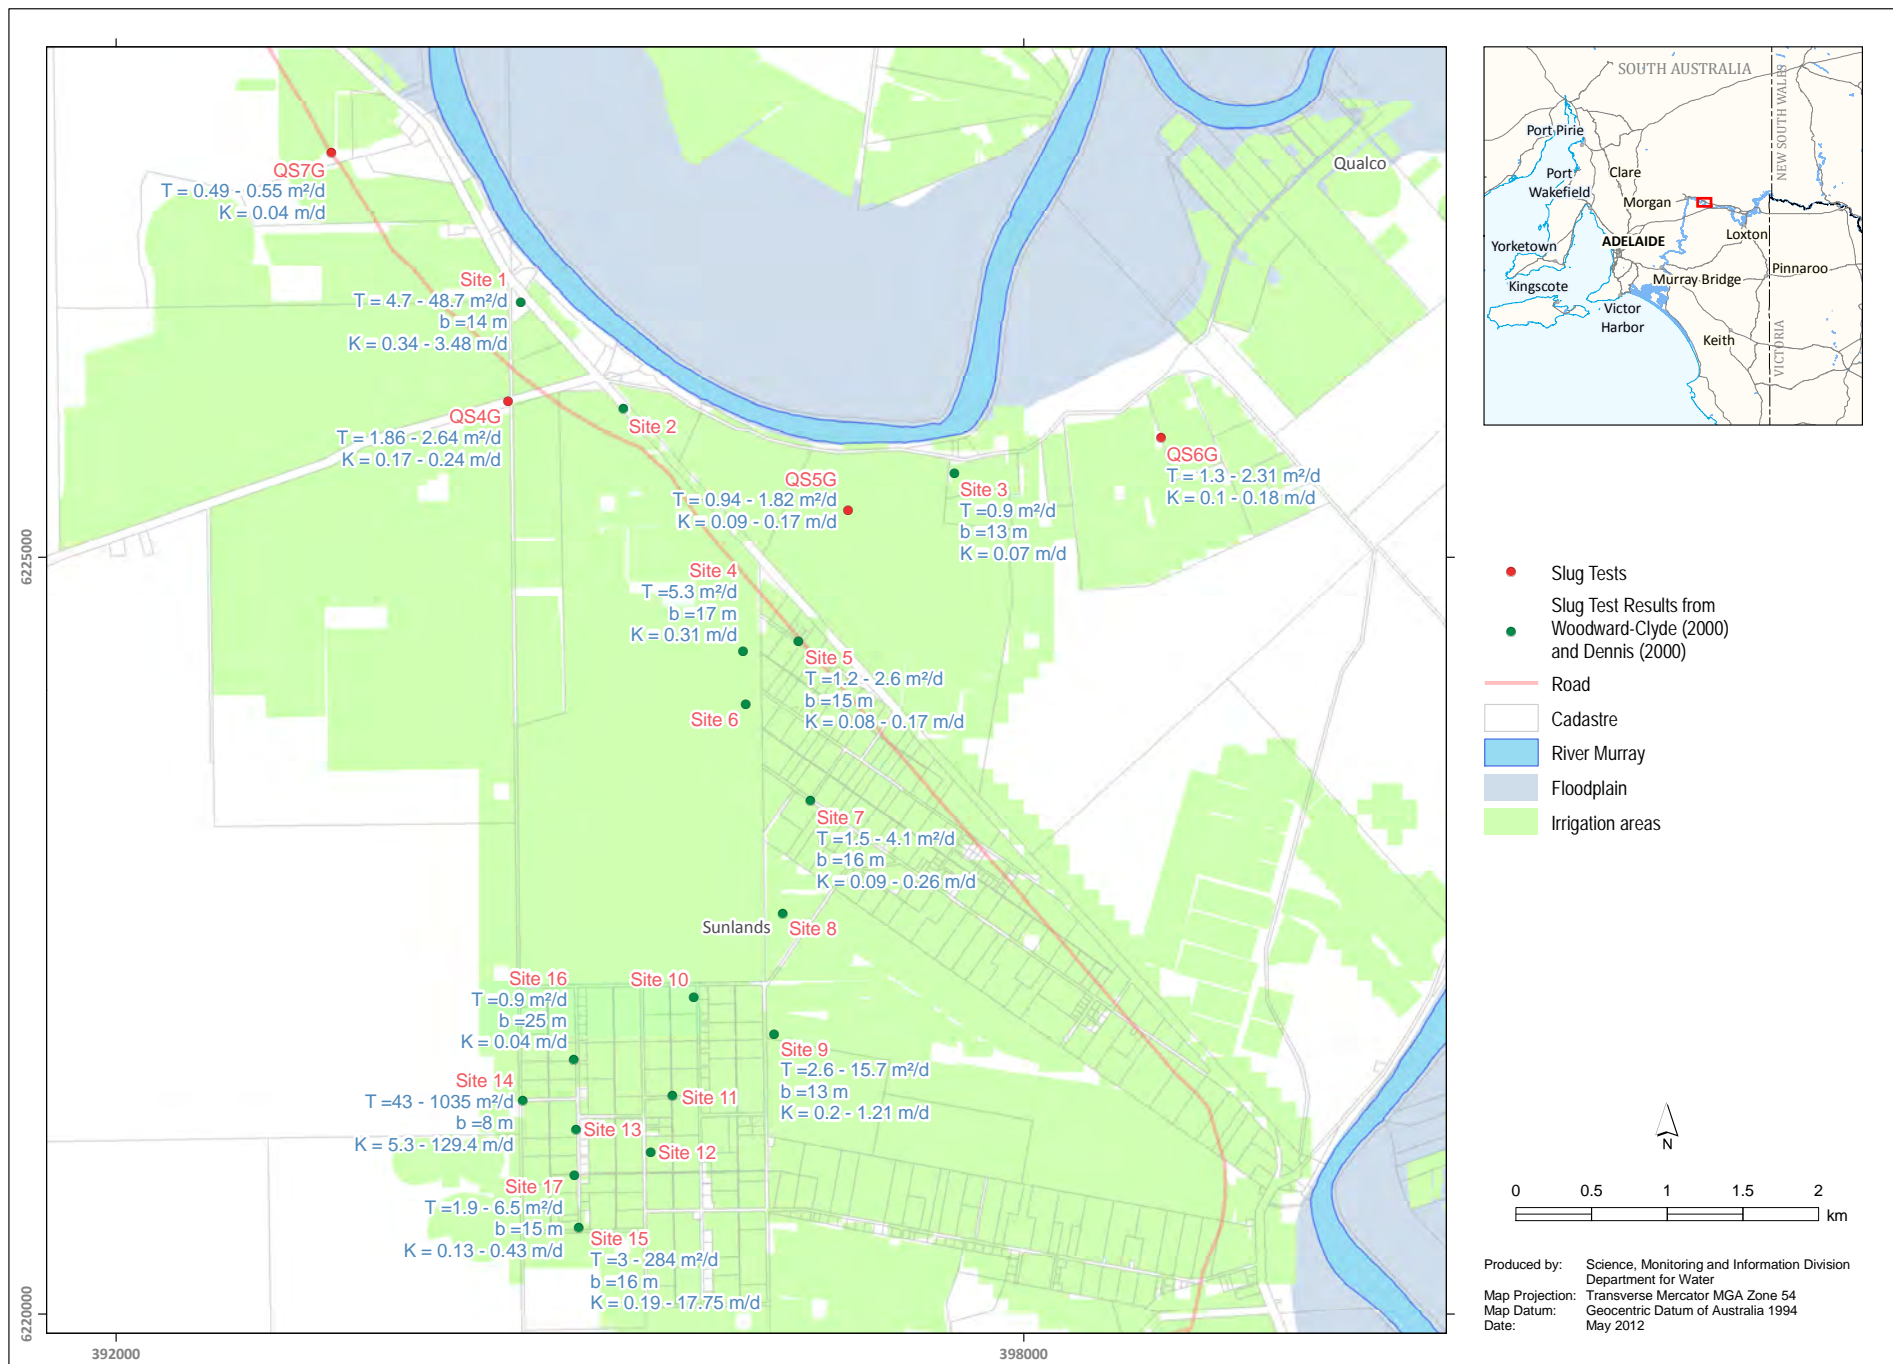 QS7G
T = 0.49 - 0.55 m²/d
K = 0.04 m/d
Site 1
T = 4.7 - 48.7 m²/d
b =14 m
K = 0.34 - 3.48 m/d
QS4G
T = 1.86 - 2.64 m²/d
K = 0.17 - 0.24 m/d
Site 2
Qualco
QS6G
T = 1.3 - 2.31 m²/d
K = 0.1 - 0.18 m/d
QS5G
T = 0.94 - 1.82 m²/d
K = 0.09 - 0.17 m/d
Site 3
T =0.9 m²/d
b =13 m
K = 0.07 m/d
Site 4
T =5.3 m²/d
b =17 m
K = 0.31 m/d
Site 5
T =1.2 - 2.6 m²/d
b =15 m
K = 0.08 - 0.17 m/d
Site 6
Site 7
T =1.5 - 4.1 m²/d
b =16 m
K = 0.09 - 0.26 m/d
Sunlands
Site 8
Site 16
T =0.9 m²/d
b =25 m
K = 0.04 m/d
Site 10
Site 9
T =2.6 - 15.7 m²/d
b =13 m
K = 0.2 - 1.21 m/d
Site 14
T =43 - 1035 m²/d
b =8 m
K = 5.3 - 129.4 m/d
Site 11
Site 13
Site 12
Site 17
T =1.9 - 6.5 m²/d
b =15 m
K = 0.13 - 0.43 m/d
Site 15
T =3 - 284 m²/d
b =16 m
K = 0.19 - 17.75 m/d
6225000
6220000
392000
398000
SOUTH AUSTRALIA
NEW SOUTH WALES
VICTORIA
Port Pirie
Port
Wakefield
Clare
Morgan
Loxton
Yorketown
ADELAIDE
Kingscote
Murray Bridge
Pinnaroo
Victor
Harbor
Keith
Slug Tests
Slug Test Results from
Woodward-Clyde (2000)
and Dennis (2000)
Road
Cadastre
River Murray
Floodplain
Irrigation areas
N
0 0.5 1 1.5 2
km
Produced by: Science, Monitoring and Information Division
Department for Water
Map Projection: Transverse Mercator MGA Zone 54
Map Datum: Geocentric Datum of Australia 1994
Date: May 2012